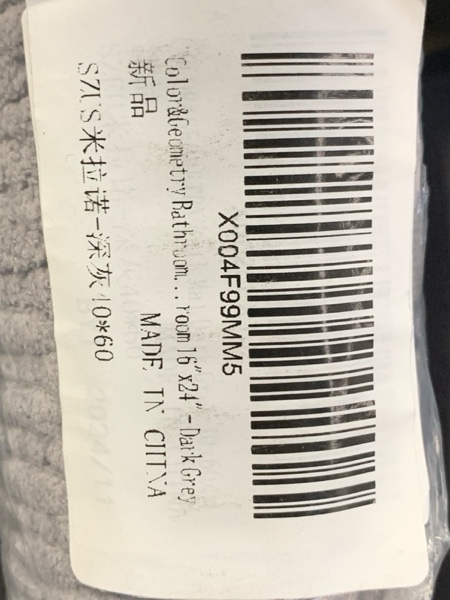 X004F99MM5
Color&Geometry Bathroom... room 16"x24" - Dark Grey
新品
MADE IN CHINA
SZCS米拉诺-深灰40*60